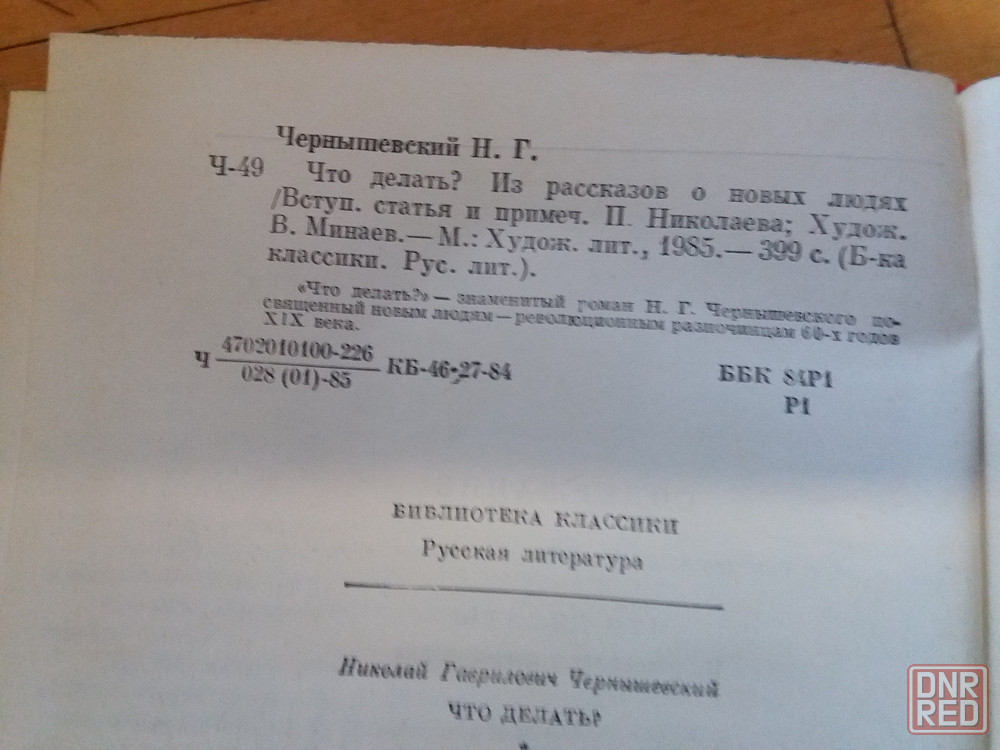 Чернышевский Н. Г.
Ч-49 Что делать? Из рассказов о новых людях
/Вступ. статья и примеч. П. Николаева; Худож.
В. Минаев.— М.: Худож. лит., 1985.— 399 с. (Б-ка
классики. Рус. лит.).
«Что делать?» — знаменитый роман Н. Г. Чернышевского по-
священный новым людям — революционным разночинцам 60-х годов
XIX века.
Ч 4702010100-226
028 (01)-85
КБ-46-27-84
ББК 84Р1
Р1
БИБЛИОТЕКА КЛАССИКИ
Русская литература
Николай Гаврилович Чернышевский
ЧТО ДЕЛАТЬ?
DNR
RED